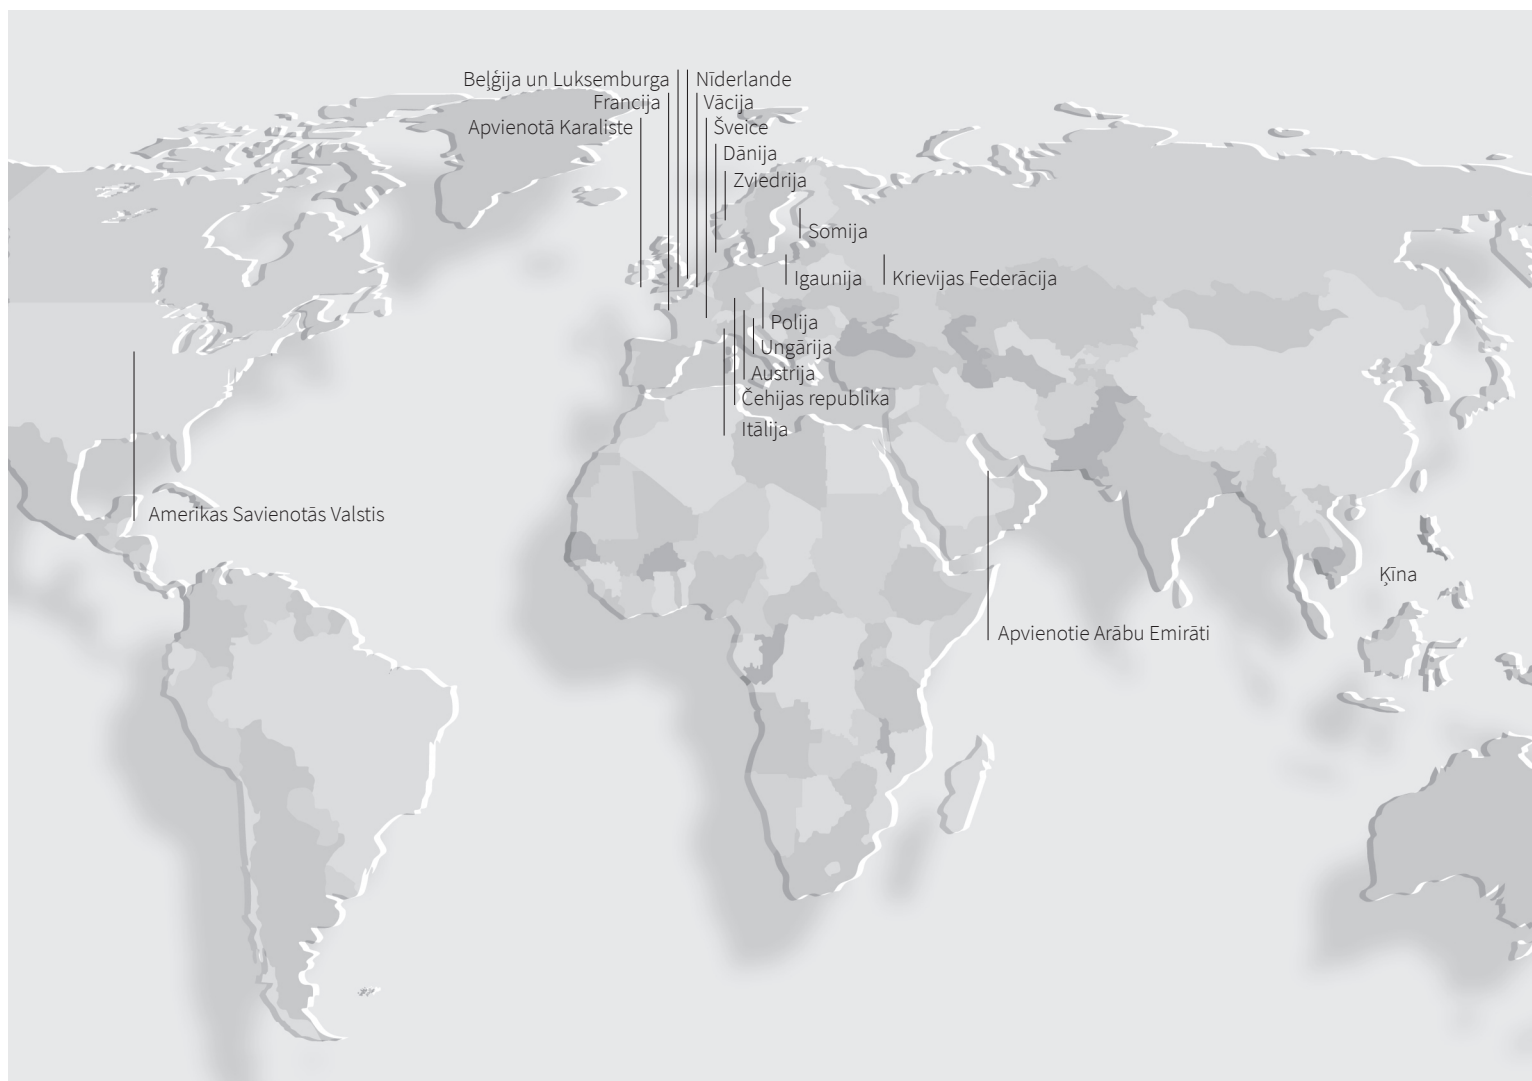 Beļģija un Luksemburga
Nīderlande
Francija
Vācija
Apvienotā Karaliste
Šveice
Dānija
Zviedrija
Somija
Igaunija
Krievijas Federācija
Polija
Ungārija
Austrija
Čehijas republika
Itālija
Amerikas Savienotās Valstis
Ķīna
Apvienotie Arābu Emirāti